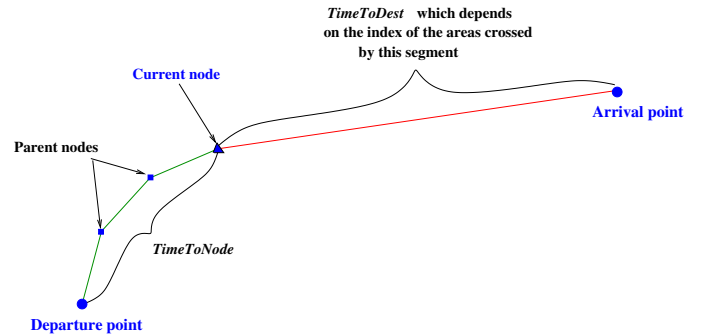 TimeToDest which depends
on the index of the areas crossed
by this segment
Current node
Arrival point
Parent nodes
TimeToNode
Departure point